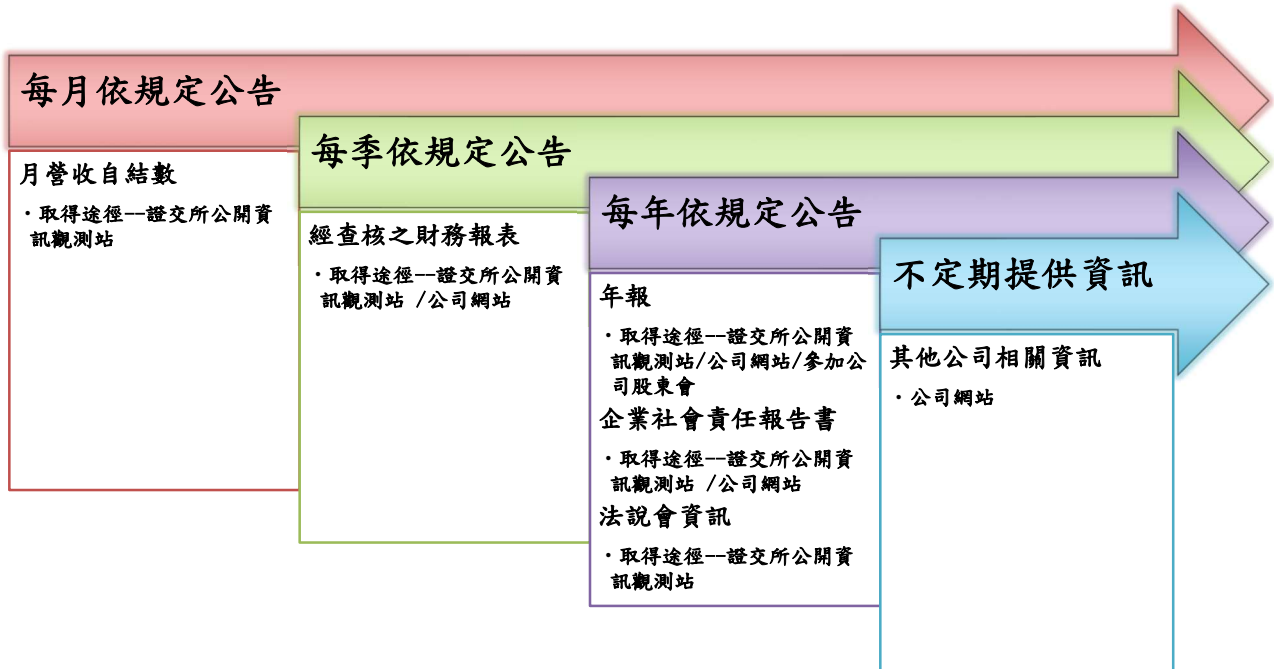 每月依規定公告
月營收自結數
・取得途徑--證交所公開資
訊觀測站
每季依規定公告
經查核之財務報表
・取得途徑--證交所公開資
訊觀測站 /公司網站
每年依規定公告
年報
・取得途徑--證交所公開資
訊觀測站/公司網站/參加公
司股東會
企業社會責任報告書
・取得途徑--證交所公開資
訊觀測站 /公司網站
法說會資訊
・取得途徑--證交所公開資
訊觀測站
不定期提供資訊
其他公司相關資訊
・公司網站